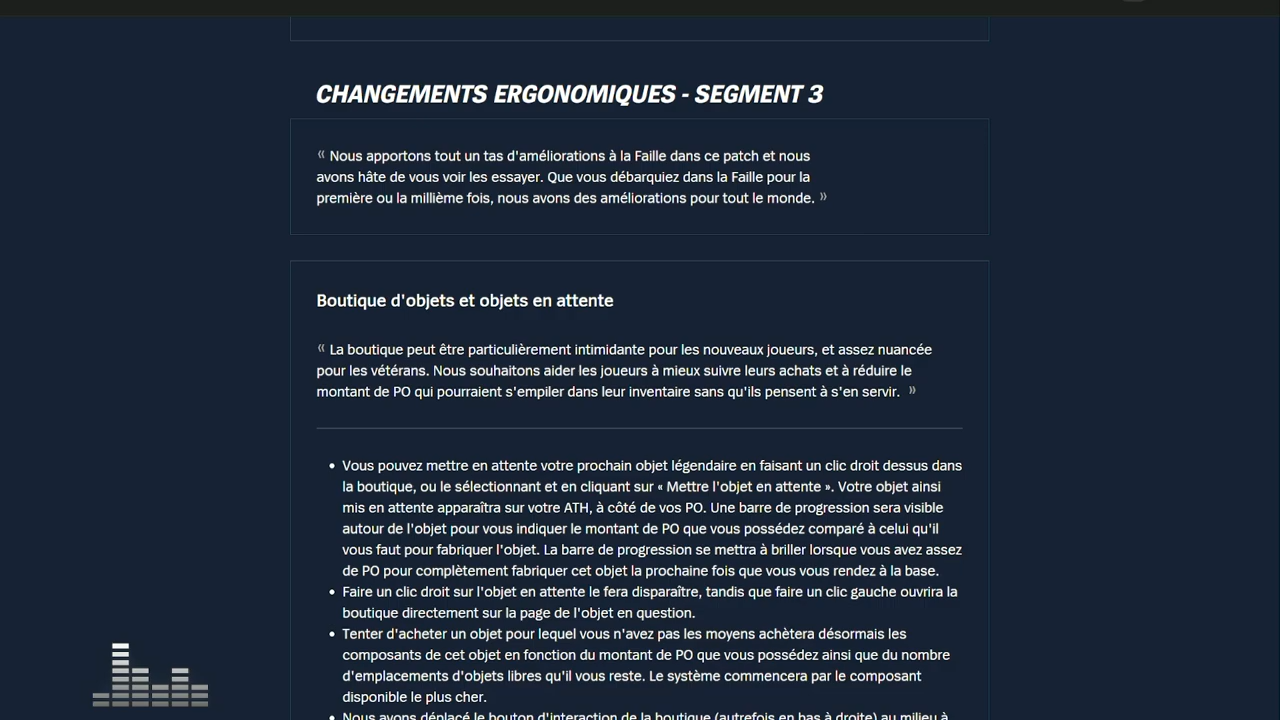 CHANGEMENTS ERGONOMIQUES - SEGMENT 3
« Nous apportons tout un tas d'améliorations à la Faille dans ce patch et nous
avons hâte de vous voir les essayer. Que vous débarquiez dans la Faille pour la
première ou la millième fois, nous avons des améliorations pour tout le monde. »
Boutique d'objets et objets en attente
« La boutique peut être particulièrement intimidante pour les nouveaux joueurs, et assez nuancée
pour les vétérans. Nous souhaitons aider les joueurs à mieux suivre leurs achats et à réduire le
montant de PO qui pourraient s'empiler dans leur inventaire sans qu'ils pensent à s'en servir. »
• Vous pouvez mettre en attente votre prochain objet légendaire en faisant un clic droit dessus dans
la boutique, ou le sélectionnant et en cliquant sur « Mettre l'objet en attente ». Votre objet ainsi
mis en attente apparaîtra sur votre ATH, à côté de vos PO. Une barre de progression sera visible
autour de l'objet pour vous indiquer le montant de PO que vous possédez comparé à celui qu'il
vous faut pour fabriquer l'objet. La barre de progression se mettra à briller lorsque vous avez assez
de PO pour complètement fabriquer cet objet la prochaine fois que vous vous rendez à la base.
• Faire un clic droit sur l'objet en attente le fera disparaître, tandis que faire un clic gauche ouvrira la
boutique directement sur la page de l'objet en question.
• Tenter d'acheter un objet pour lequel vous n'avez pas les moyens achètera désormais les
composants de cet objet en fonction du montant de PO que vous possédez ainsi que du nombre
d'emplacements d'objets libres qu'il vous reste. Le système commencera par le composant
disponible le plus cher.
• Nous avons déplacé le bouton d'interaction de la boutique (autrefois en bas à droite) au milieu à